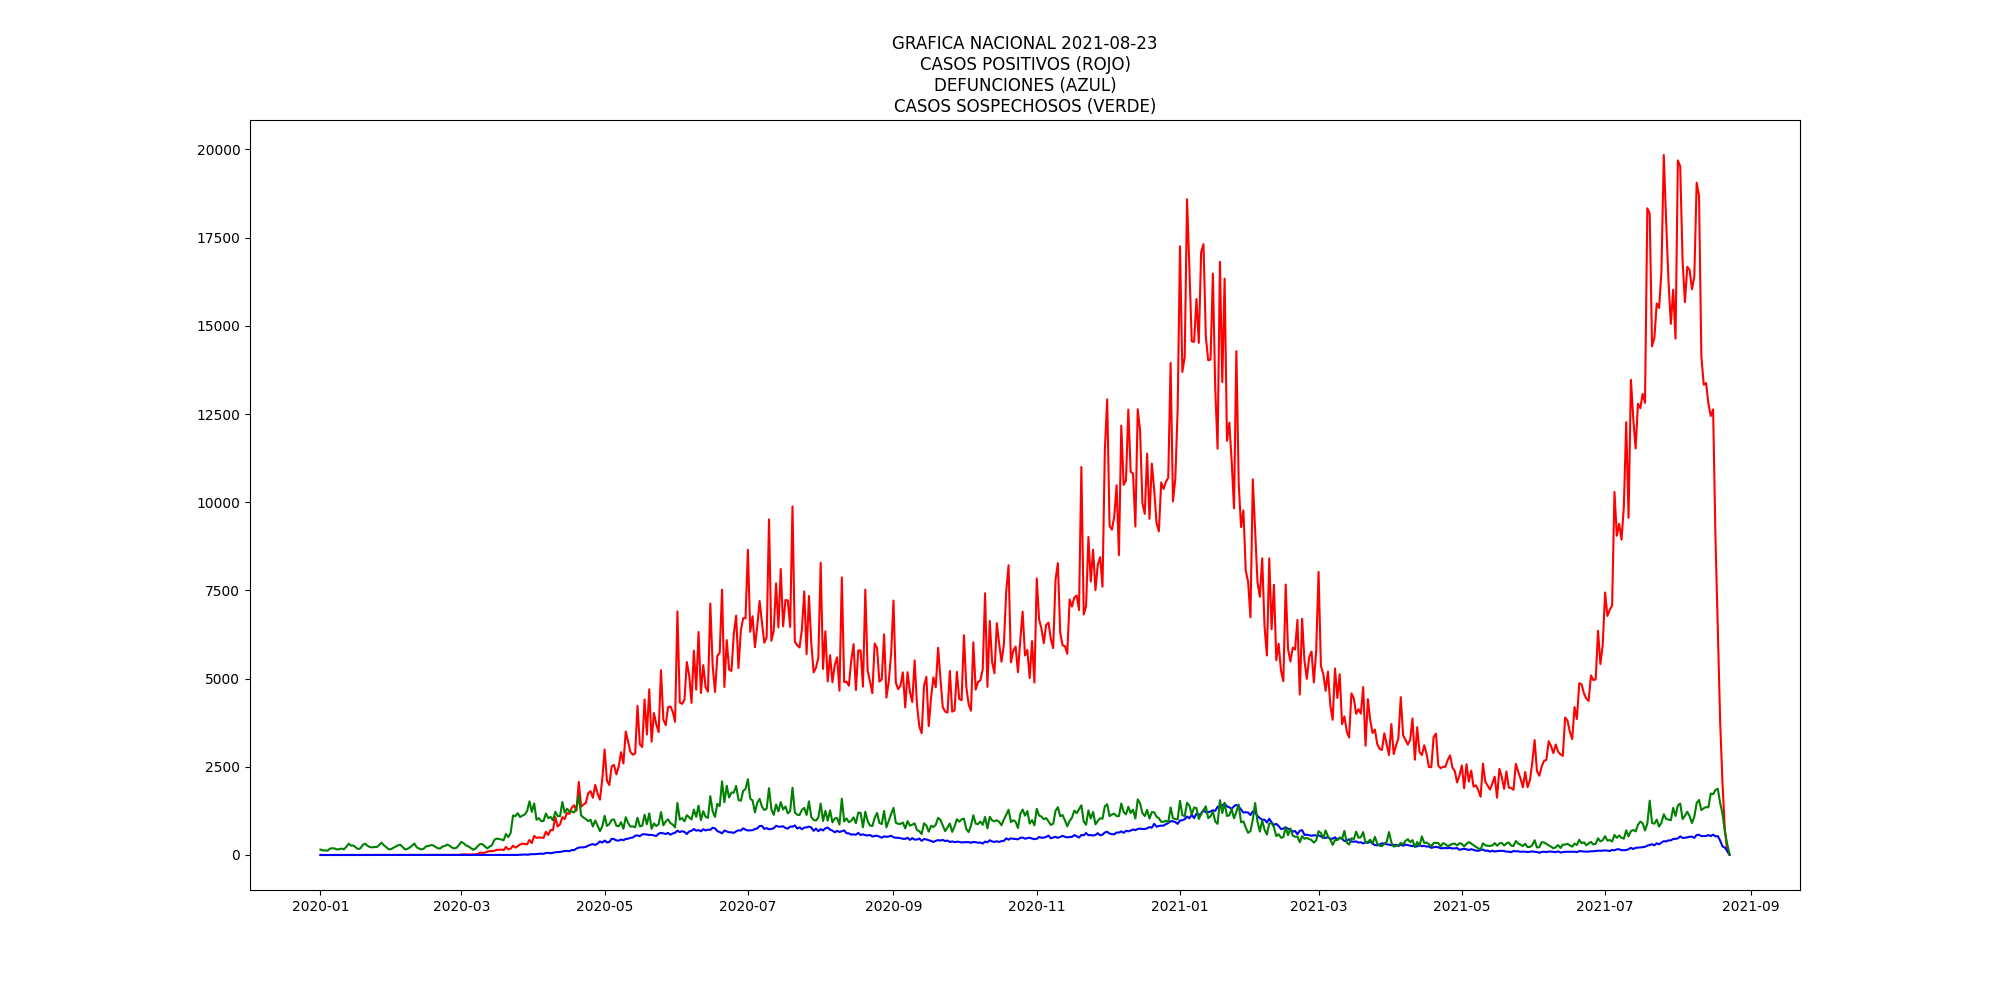 GRAFICA NACIONAL 2021-08-23
CASOS POSITIVOS (ROJO)
DEFUNCIONES (AZUL)
CASOS SOSPECHOSOS (VERDE)
20000
17500
15000
12500
10000
7500
5000
2500
0
2020-01 2020-03 2020-05 2020-07 2020-09 2020-11 2021-01 2021-03 2021-05 2021-07 2021-09